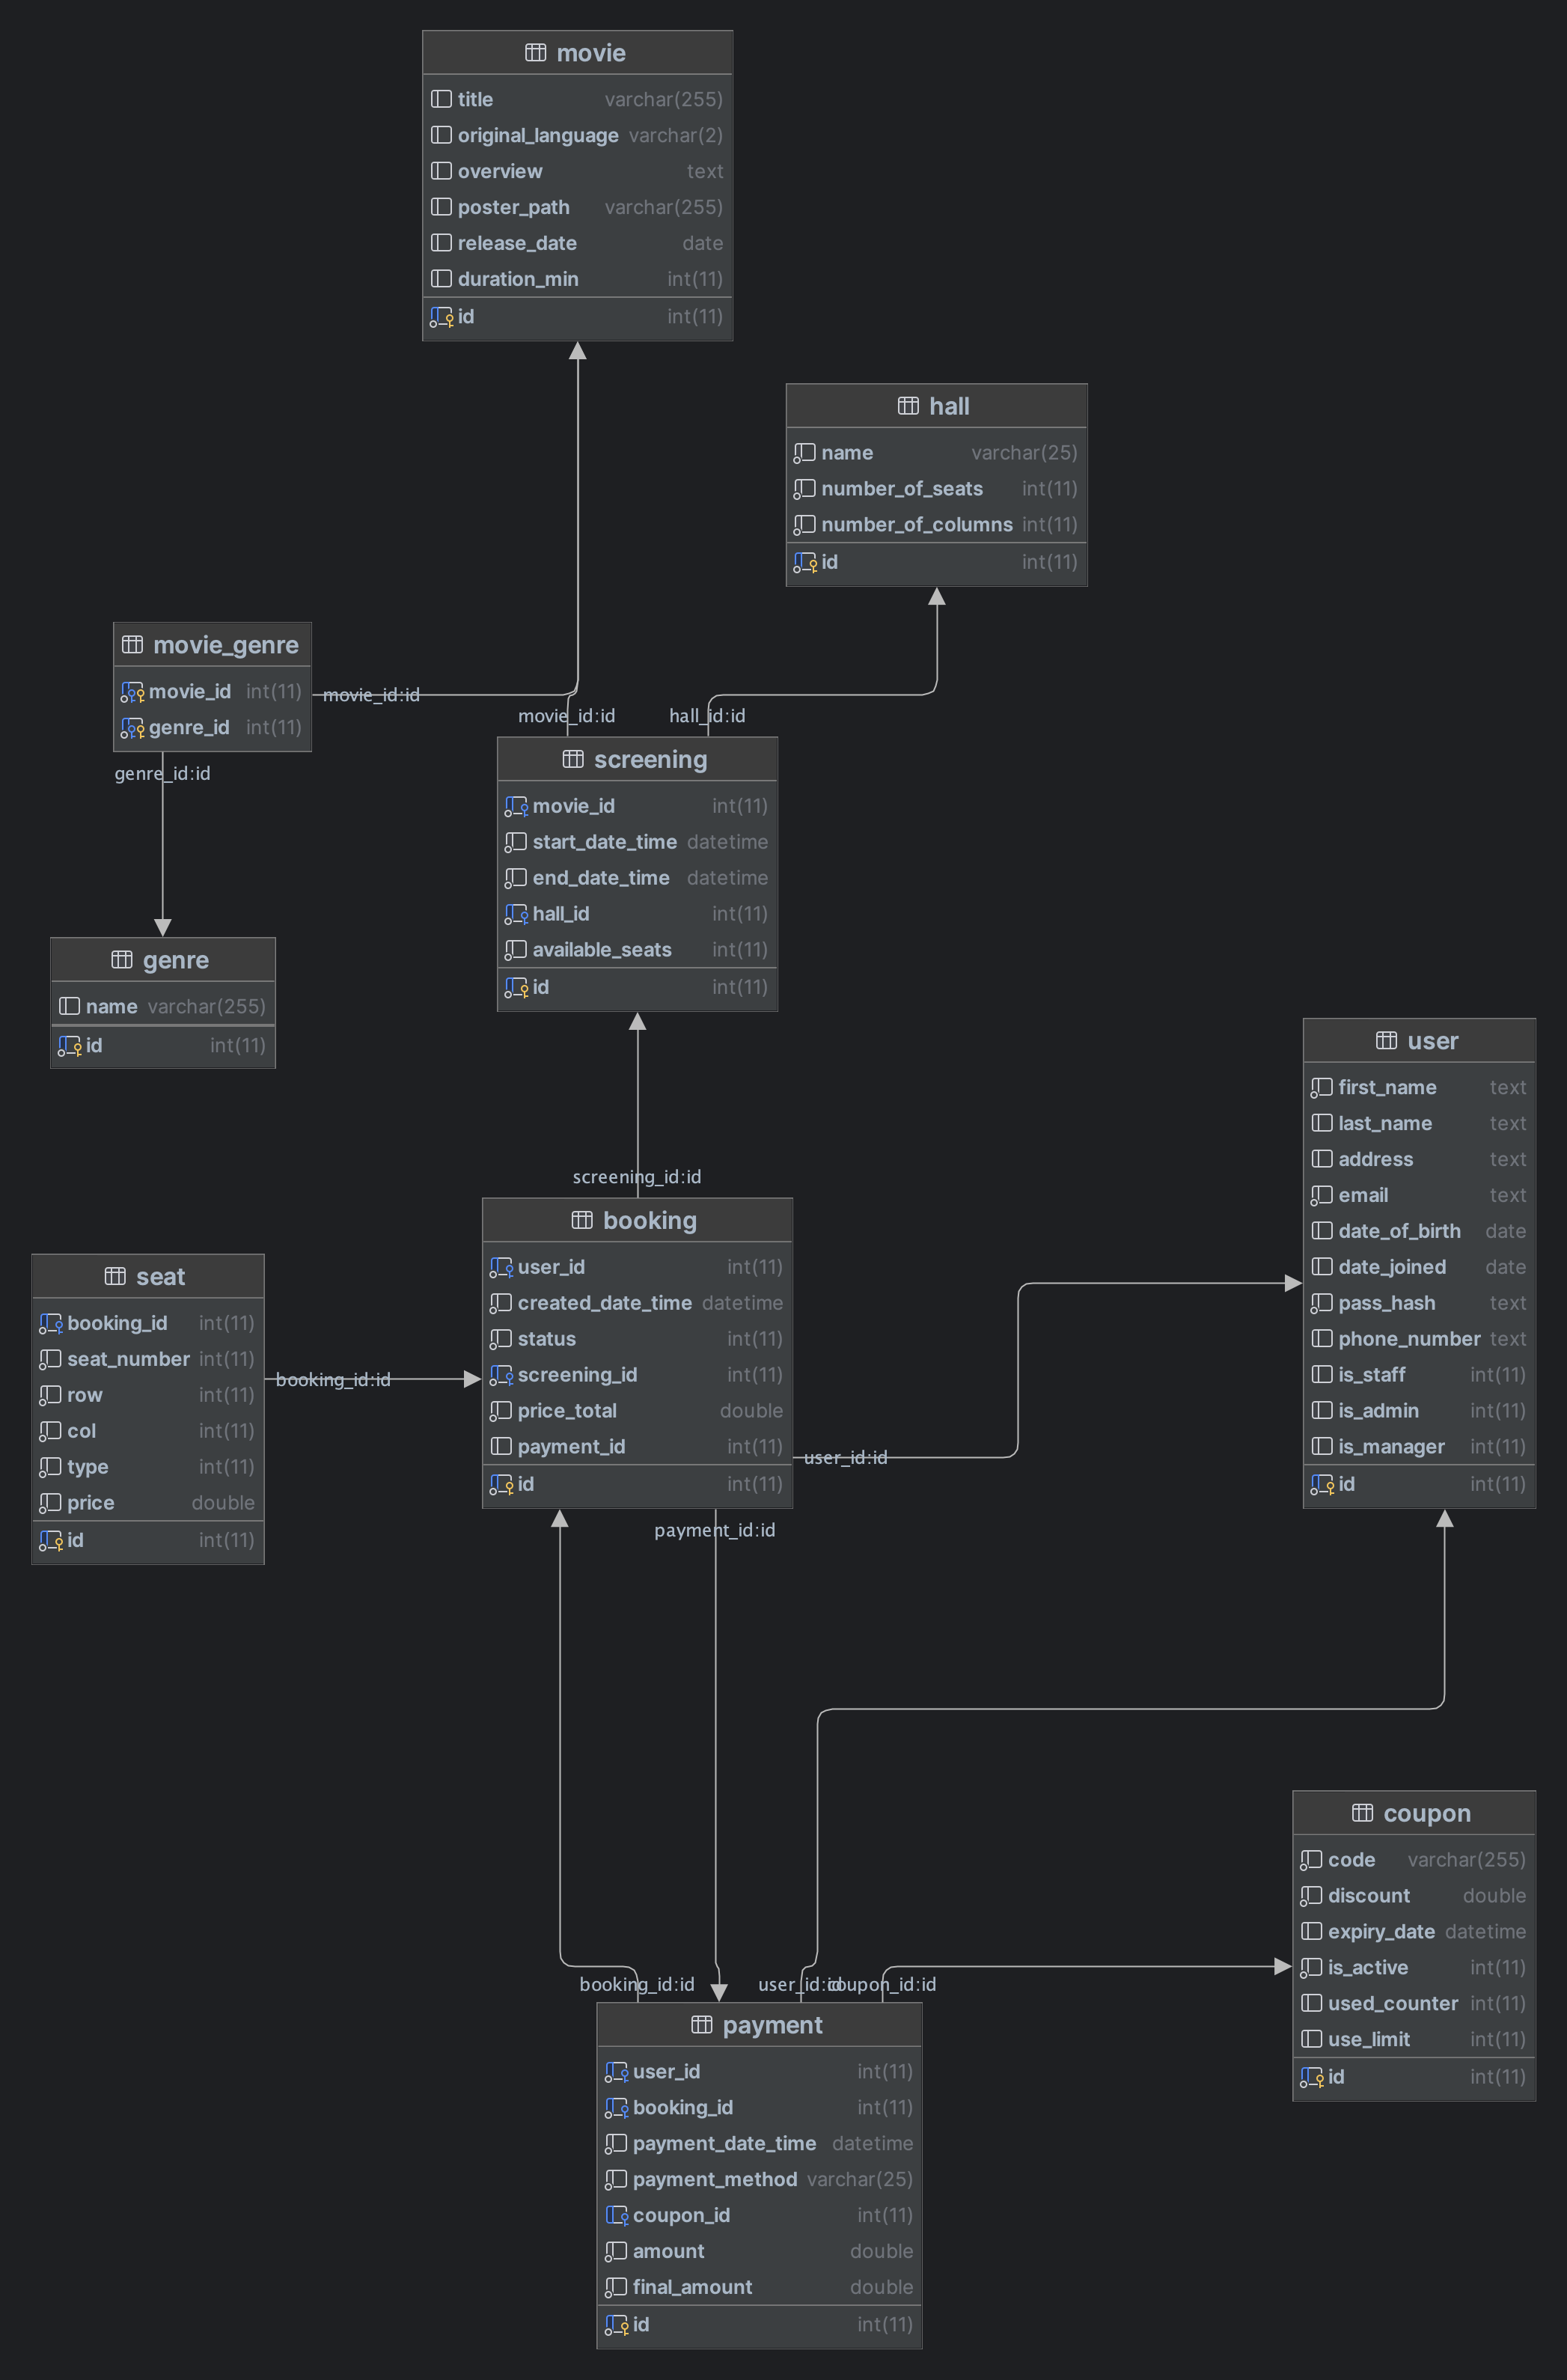 movie
title varchar(255)
original_language varchar(2)
overview text
poster_path varchar(255)
release_date date
duration_min int(11)
id int(11)
hall
name varchar(25)
number_of_seats int(11)
number_of_columns int(11)
id int(11)
movie_genre
movie_id int(11)
genre_id int(11)
movie_id:id
genre_id:id
movie_id:id
hall_id:id
screening
movie_id int(11)
start_date_time datetime
end_date_time datetime
hall_id int(11)
available_seats int(11)
id int(11)
genre
name varchar(255)
id int(11)
user
first_name text
last_name text
address text
email text
date_of_birth date
date_joined date
pass_hash text
phone_number text
is_staff int(11)
is_admin int(11)
is_manager int(11)
id int(11)
screening_id:id
booking
user_id int(11)
created_date_time datetime
status int(11)
screening_id int(11)
price_total double
payment_id int(11)
id int(11)
seat
booking_id int(11)
seat_number int(11)
row int(11)
col int(11)
type int(11)
price double
id int(11)
booking_id:id
user_id:id
payment_id:id
coupon
code varchar(255)
discount double
expiry_date datetime
is_active int(11)
used_counter int(11)
use_limit int(11)
id int(11)
booking_id:id
user_id:id
coupon_id:id
payment
user_id int(11)
booking_id int(11)
payment_date_time datetime
payment_method varchar(25)
coupon_id int(11)
amount double
final_amount double
id int(11)